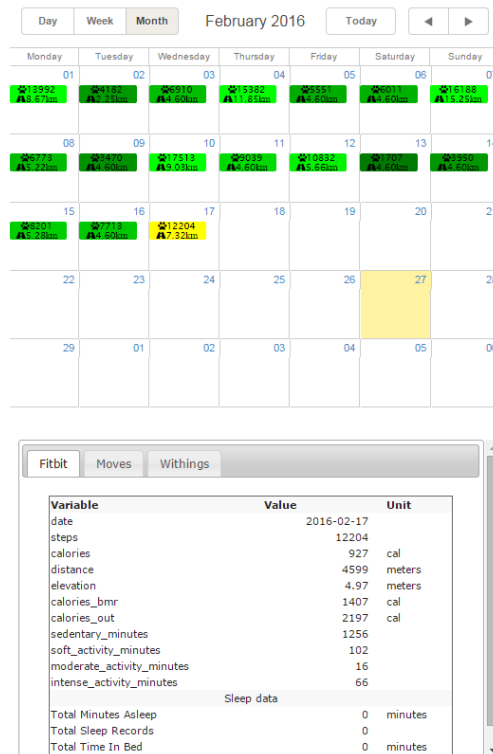 Day Week Month February 2016 Today
Monday Tuesday Wednesday Thursday Friday Saturday Sunday
01 02 03 04 05 06 07
13992 4182 6910 15382 5551 6011 16188
8.67km 2.25km 4.60km 11.85km 4.60km 4.60km 15.25km
08 09 10 11 12 13 14
6773 3470 17513 9039 10832 1707 3950
5.22km 4.60km 9.03km 4.60km 5.66km 4.60km 4.60km
15 16 17 18 19 20 21
8201 7713 12204
5.28km 4.60km 7.32km
22 23 24 25 26 27 28
29 01 02 03 04 05 06
Fitbit Moves Withings
Variable Value Unit
date 2016-02-17
steps 12204
calories 927 cal
distance 4599 meters
elevation 4.97 meters
calories_bmr 1407 cal
calories_out 2197 cal
sedentary_minutes 1256
soft_activity_minutes 102
moderate_activity_minutes 16
intense_activity_minutes 66
Sleep data
Total Minutes Asleep 0 minutes
Total Sleep Records 0
Total Time In Bed 0 minutes